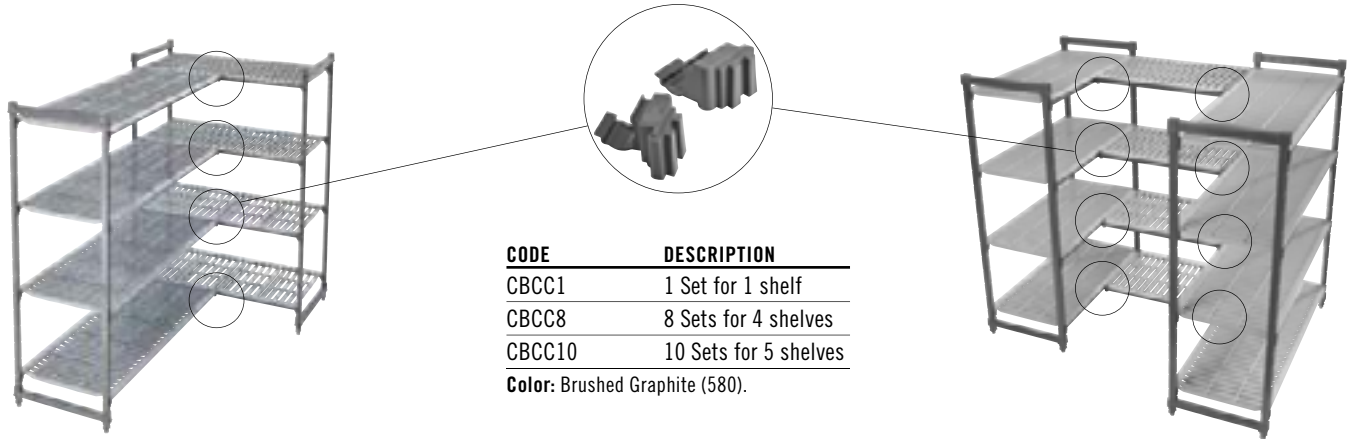 CODE DESCRIPTION
CBCC1 1 Set for 1 shelf
CBCC8 8 Sets for 4 shelves
CBCC10 10 Sets for 5 shelves
Color: Brushed Graphite (580).